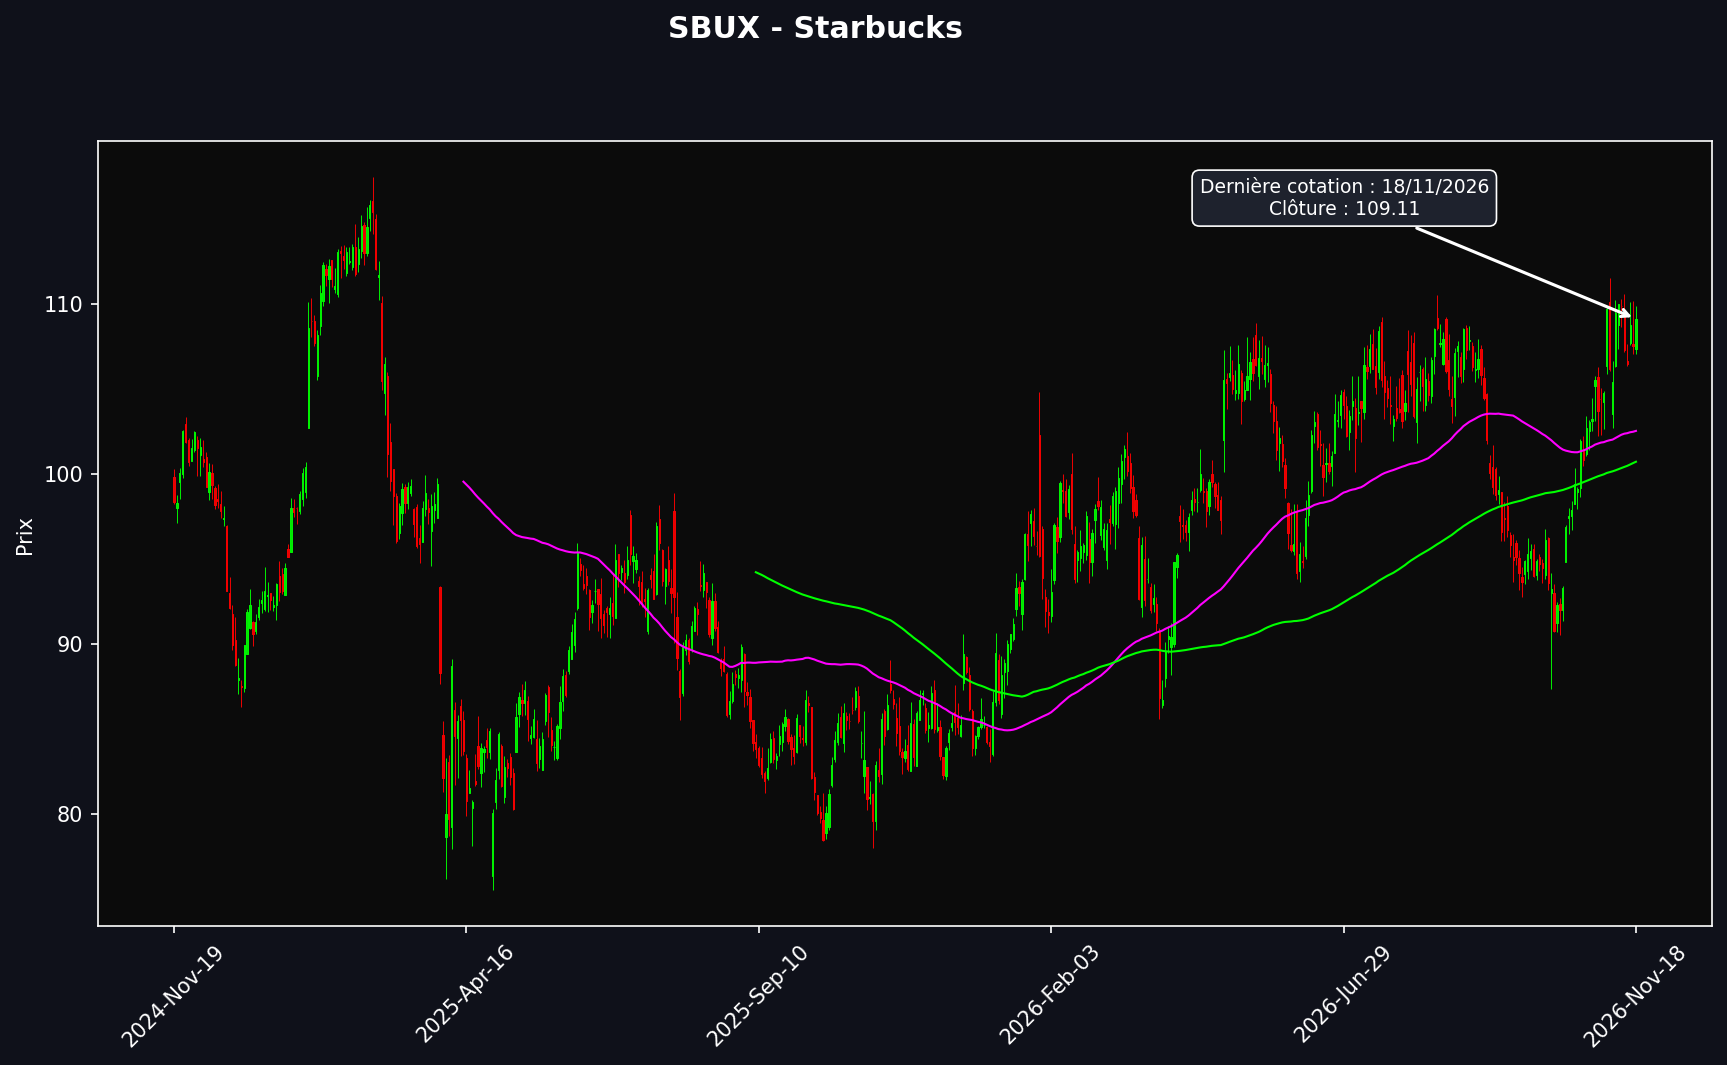 SBUX - Starbucks
Dernière cotation : 18/11/2026
Clôture : 109.11
Prix
110
100
90
80
2024-Nov-19
2025-Apr-16
2025-Sep-10
2026-Feb-03
2026-Jun-29
2026-Nov-18